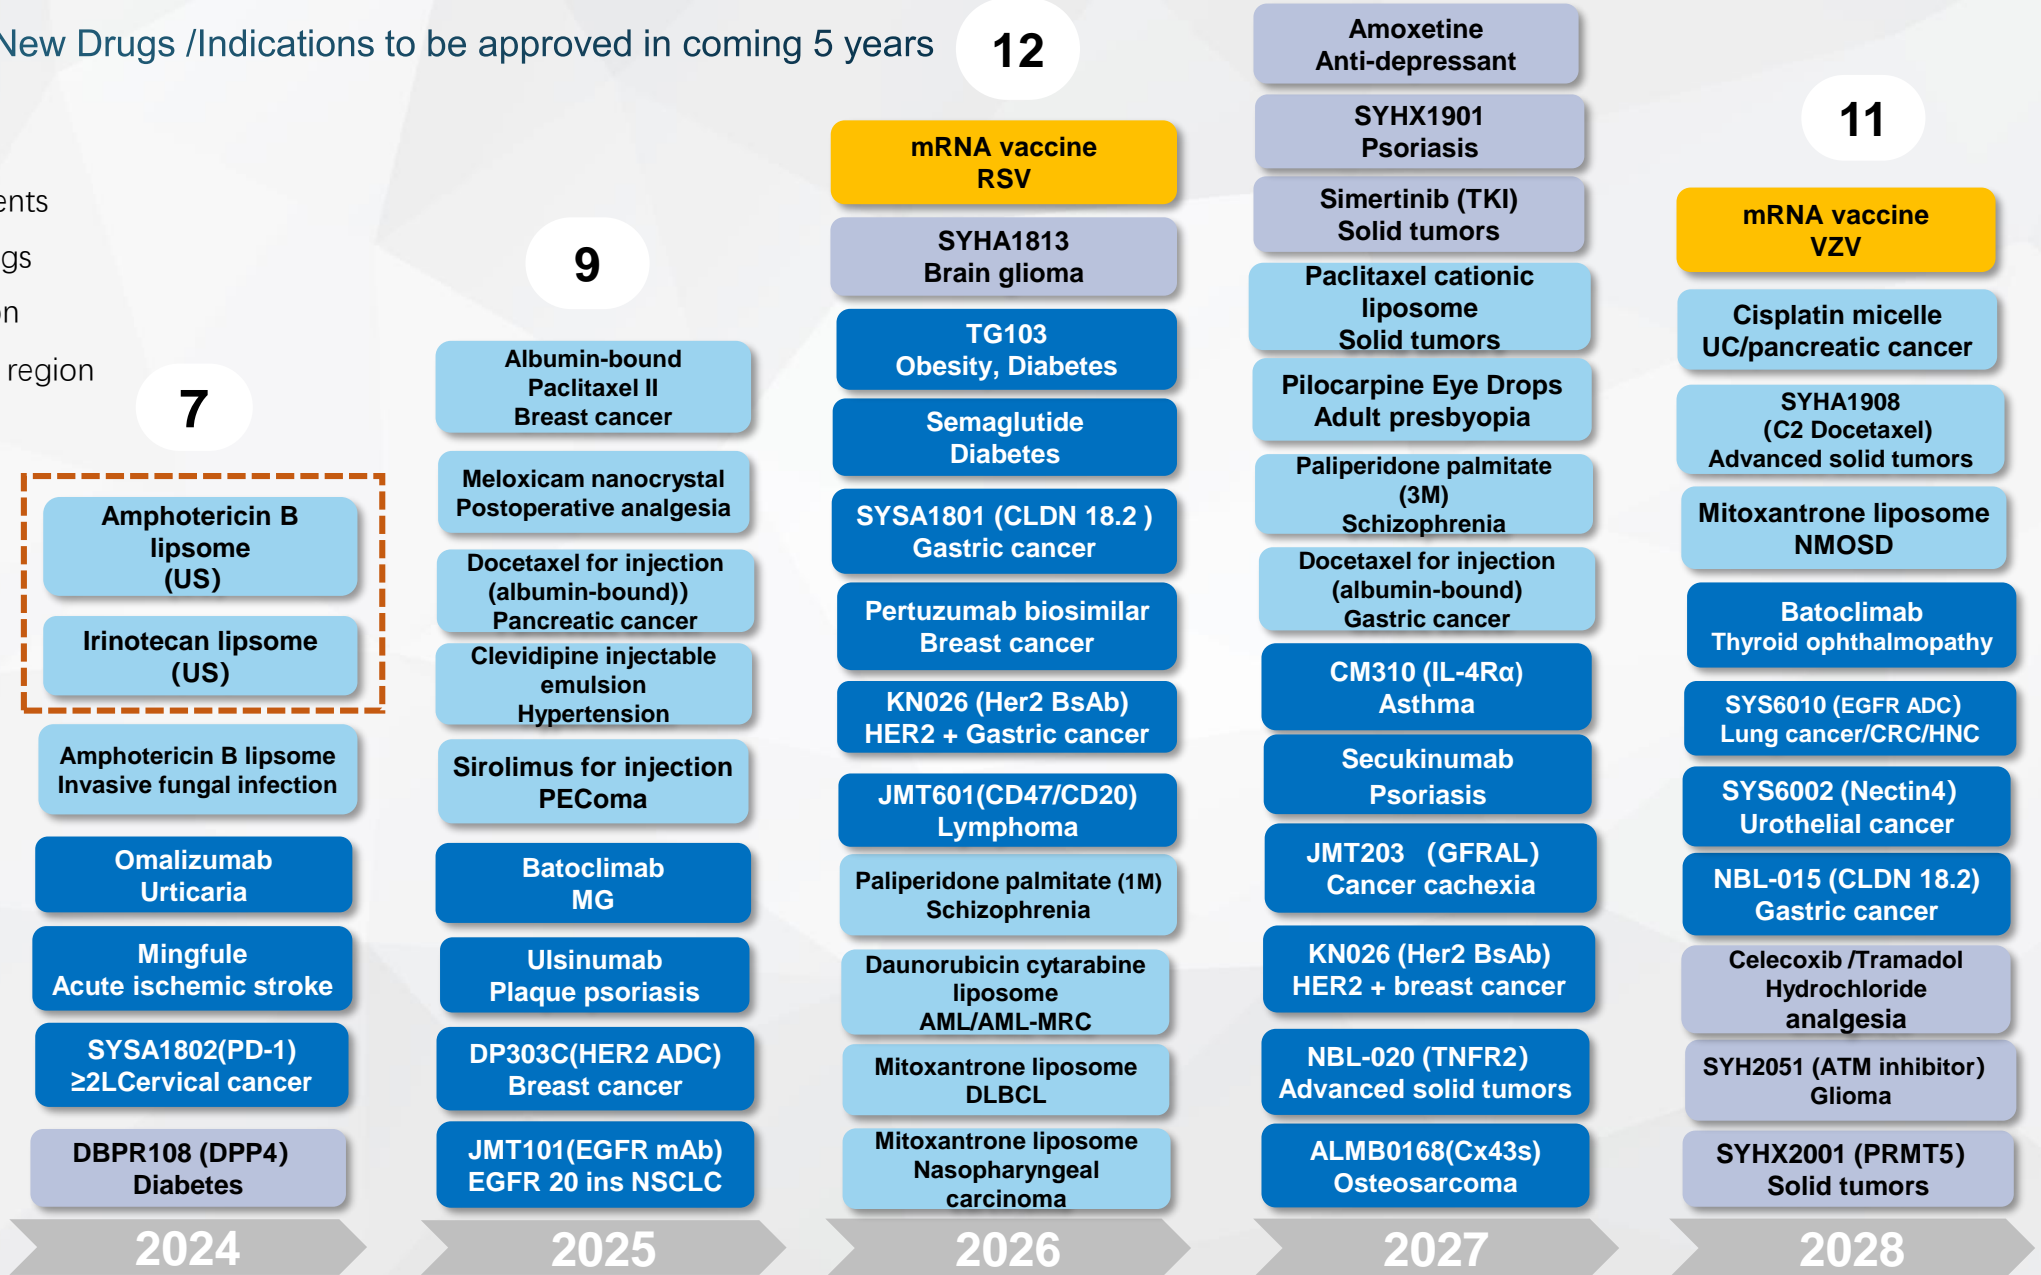 New Drugs /Indications to be approved in coming 5 years
region
7
Amphotericin B
lipsome
(US)
Irinotecan lipsome
(US)
Amphotericin B lipsome
Invasive fungal infection
Omalizumab
Urticaria
Mingfule
Acute ischemic stroke
SYSA1802(PD-1)
≥2LCervical cancer
DBPR108 (DPP4)
Diabetes
2024
9
Albumin-bound
Paclitaxel II
Breast cancer
Meloxicam nanocrystal
Postoperative analgesia
Docetaxel for injection
(albumin-bound))
Pancreatic cancer
Clevidipine injectable
emulsion
Hypertension
Sirolimus for injection
PEComa
Batoclimab
MG
Ulsinumab
Plaque psoriasis
DP303C(HER2 ADC)
Breast cancer
JMT101(EGFR mAb)
EGFR 20 ins NSCLC
2025
12
mRNA vaccine
RSV
SYHA1813
Brain glioma
TG103
Obesity, Diabetes
Semaglutide
Diabetes
SYSA1801 (CLDN 18.2 )
Gastric cancer
Pertuzumab biosimilar
Breast cancer
KN026 (Her2 BsAb)
HER2 + Gastric cancer
JMT601(CD47/CD20)
Lymphoma
Paliperidone palmitate (1M)
Schizophrenia
Daunorubicin cytarabine
liposome
AML/AML-MRC
Mitoxantrone liposome
DLBCL
Mitoxantrone liposome
Nasopharyngeal
carcinoma
2026
Amoxetine
Anti-depressant
SYHX1901
Psoriasis
Simertinib (TKI)
Solid tumors
Paclitaxel cationic
liposome
Solid tumors
Pilocarpine Eye Drops
Adult presbyopia
Paliperidone palmitate
(3M)
Schizophrenia
Docetaxel for injection
(albumin-bound)
Gastric cancer
CM310 (IL-4Rα)
Asthma
Secukinumab
Psoriasis
JMT203 (GFRAL)
Cancer cachexia
KN026 (Her2 BsAb)
HER2 + breast cancer
NBL-020 (TNFR2)
Advanced solid tumors
ALMB0168(Cx43s)
Osteosarcoma
2027
11
mRNA vaccine
VZV
Cisplatin micelle
UC/pancreatic cancer
SYHA1908
(C2 Docetaxel)
Advanced solid tumors
Mitoxantrone liposome
NMOSD
Batoclimab
Thyroid ophthalmopathy
SYS6010 (EGFR ADC)
Lung cancer/CRC/HNC
SYS6002 (Nectin4)
Urothelial cancer
NBL-015 (CLDN 18.2)
Gastric cancer
Celecoxib /Tramadol
Hydrochloride
analgesia
SYH2051 (ATM inhibitor)
Glioma
SYHX2001 (PRMT5)
Solid tumors
2028